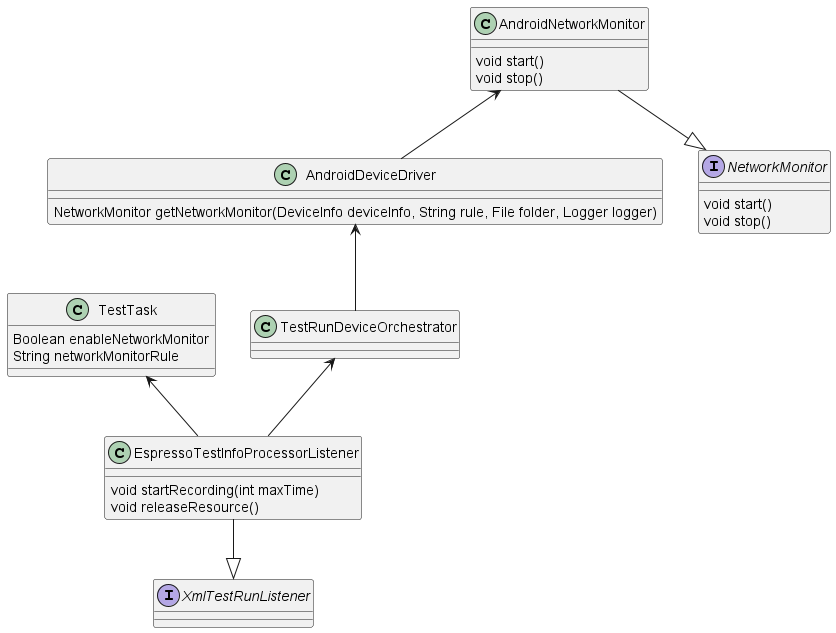 C AndroidNetworkMonitor
void start()
void stop()
C AndroidDeviceDriver
NetworkMonitor getNetworkMonitor(DeviceInfo deviceInfo, String rule, File folder, Logger logger)
I NetworkMonitor
void start()
void stop()
C TestTask
Boolean enableNetworkMonitor
String networkMonitorRule
C TestRunDeviceOrchestrator
C EspressoTestInfoProcessorListener
void startRecording(int maxTime)
void releaseResource()
I XmlTestRunListener